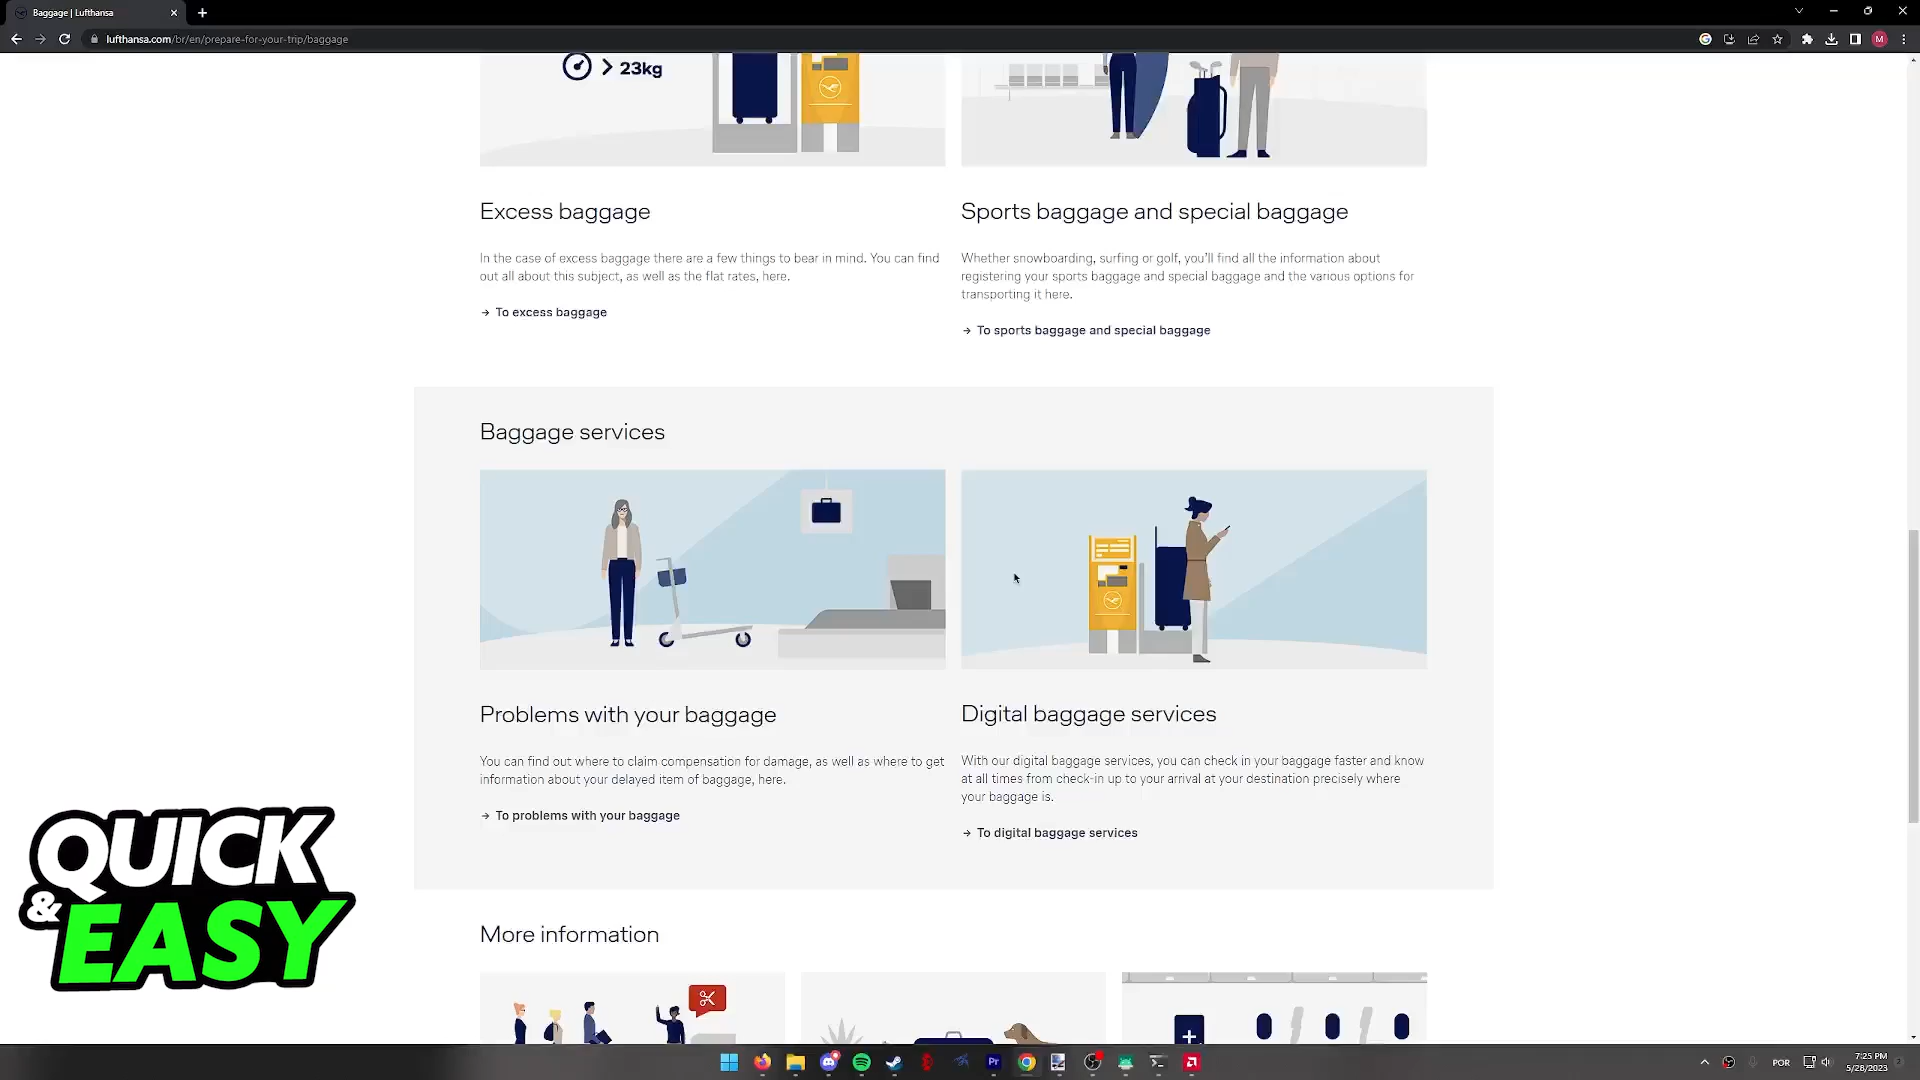 Baggage | Lufthansa
lufthansa.com/br/en/prepare-for-your-trip/baggage
M
> 23kg
Excess baggage
In the case of excess baggage there are a few things to bear in mind. You can find
out all about this subject, as well as the flat rates, here.
→ To excess baggage
Sports baggage and special baggage
Whether snowboarding, surfing or golf, you'll find all the information about
registering your sports baggage and special baggage and the various options for
transporting it here.
→ To sports baggage and special baggage
Baggage services
Problems with your baggage
You can find out where to claim compensation for damage, as well as where to get
information about your delayed item of baggage, here.
→ To problems with your baggage
Digital baggage services
With our digital baggage services, you can check in your baggage faster and know
at all times from check-in up to your arrival at your destination precisely where
your baggage is.
→ To digital baggage services
More information
QUICK
& EASY
Pr
POR
7:25 PM
5/28/2023